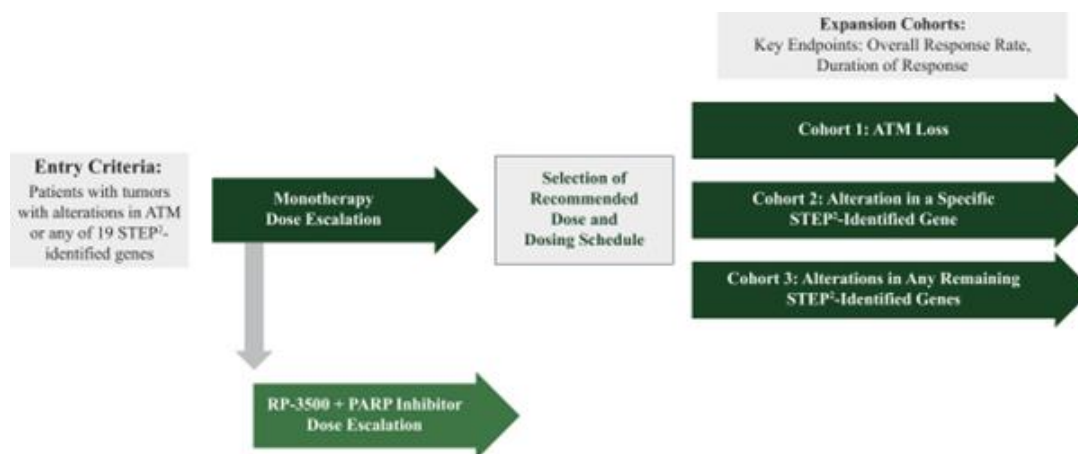 Expansion Cohorts:
Key Endpoints: Overall Response Rate,
Duration of Response
Entry Criteria:
Patients with tumors
with alterations in ATM
or any of 19 STEP²-
identified genes
Monotherapy
Dose Escalation
Selection of
Recommended
Dose and
Dosing Schedule
Cohort 1: ATM Loss
Cohort 2: Alteration in a Specific
STEP²-Identified Gene
Cohort 3: Alterations in Any Remaining
STEP²-Identified Genes
RP-3500 + PARP Inhibitor
Dose Escalation